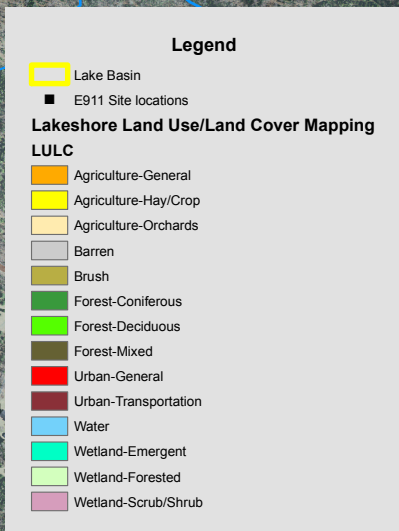 Legend
Lake Basin
E911 Site locations
Lakeshore Land Use/Land Cover Mapping
LULC
Agriculture-General
Agriculture-Hay/Crop
Agriculture-Orchards
Barren
Brush
Forest-Coniferous
Forest-Deciduous
Forest-Mixed
Urban-General
Urban-Transportation
Water
Wetland-Emergent
Wetland-Forested
Wetland-Scrub/Shrub